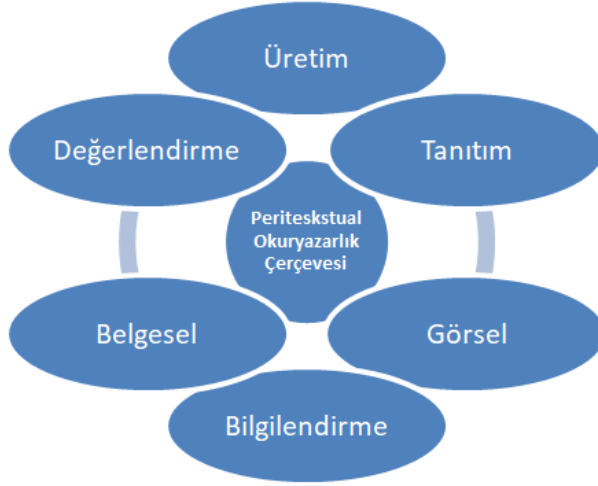 Üretim
Değerlendirme
Tanıtım
Periteskstual
Okuryazarlık
Çerçevesi
Belgesel
Görsel
Bilgilendirme